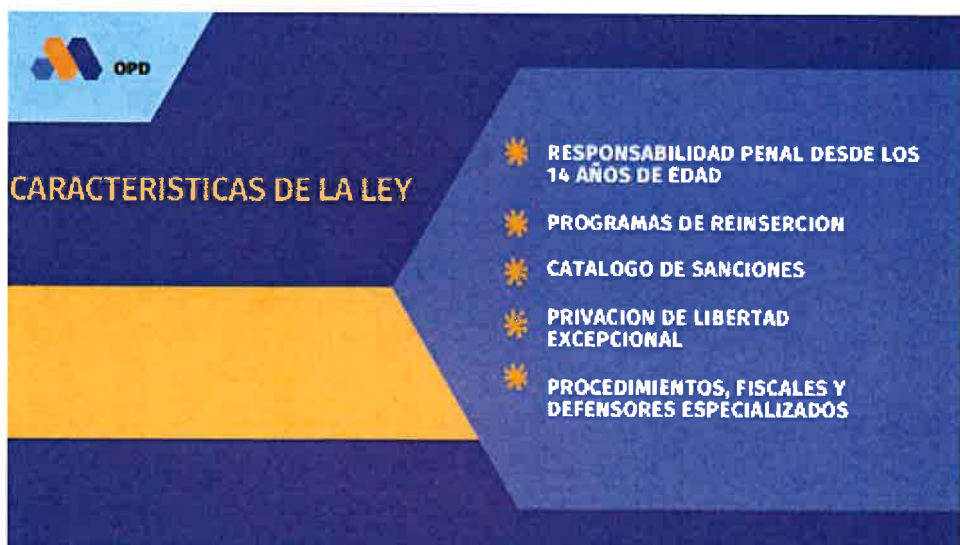 OPD
CARACTERISTICAS DE LA LEY
RESPONSABILIDAD PENAL DESDE LOS
14 AÑOS DE EDAD
PROGRAMAS DE REINSERCION
CATALOGO DE SANCIONES
PRIVACION DE LIBERTAD
EXCEPCIONAL
PROCEDIMIENTOS, FISCALES Y
DEFENSORES ESPECIALIZADOS